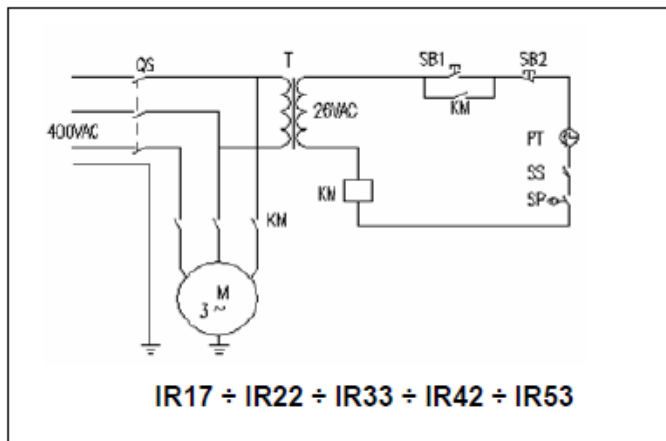 QS
T
SB1
SB2
KM
26VAC
400VAC
PT
SS
KM
SP
KM
M
3 ~
IR17 ÷ IR22 ÷ IR33 ÷ IR42 ÷ IR53